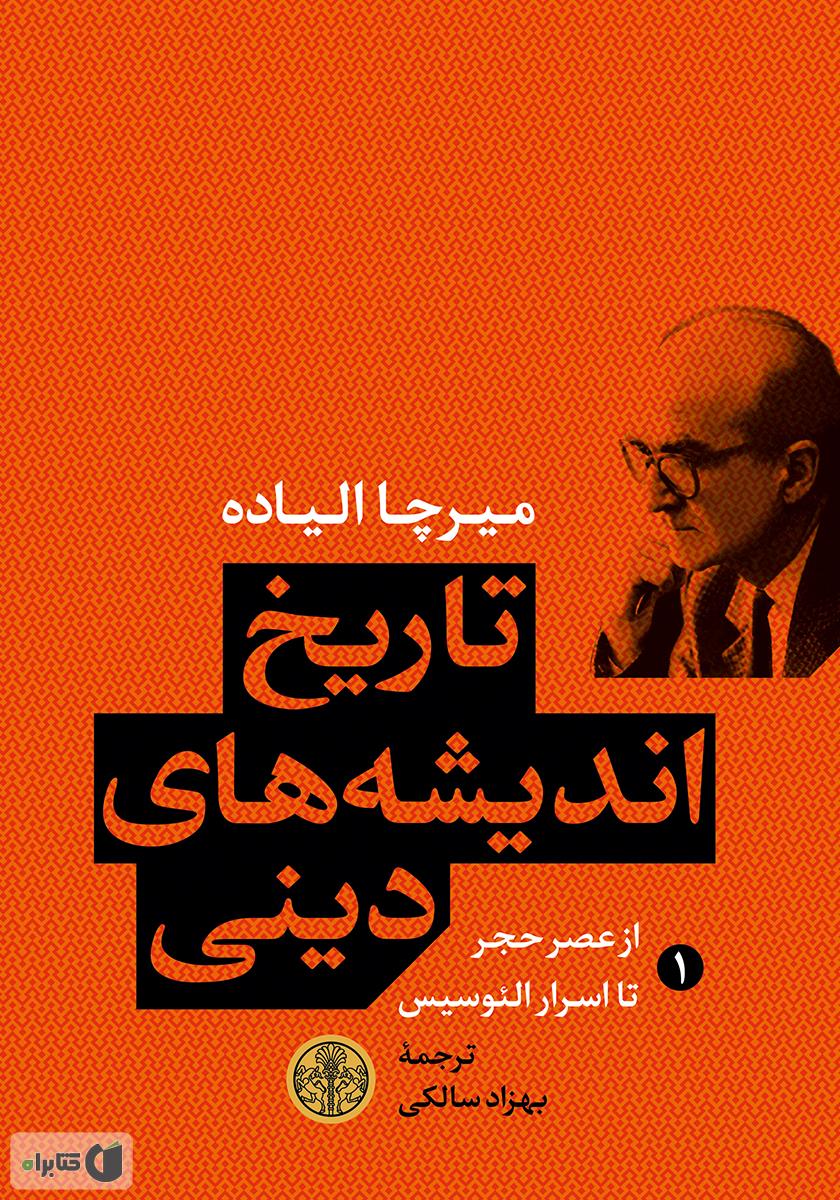 میرچا الیاده
تاریخ
اندیشه‌های
دینی
۱
از عصر حجر
تا اسرار الئوسیس
ترجمهٔ
بهزاد سالکی
کتابراه